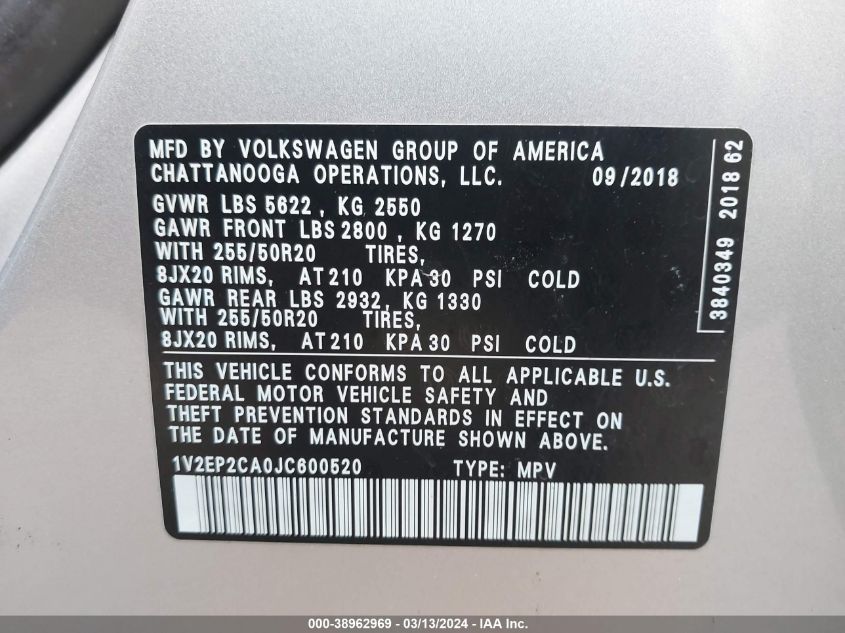 MFD BY VOLKSWAGEN GROUP OF AMERICA
CHATTANOOGA OPERATIONS, LLC. 09/2018
GVWR LBS 5622 , KG 2550
GAWR FRONT LBS 2800 , KG 1270
WITH 255/50R20 TIRES,
8JX20 RIMS, AT 210 KPA 30 PSI COLD
GAWR REAR LBS 2932, KG 1330
WITH 255/50R20 TIRES,
8JX20 RIMS, AT 210 KPA 30 PSI COLD
THIS VEHICLE CONFORMS TO ALL APPLICABLE U.S.
FEDERAL MOTOR VEHICLE SAFETY AND
THEFT PREVENTION STANDARDS IN EFFECT ON
THE DATE OF MANUFACTURE SHOWN ABOVE.
1V2EP2CA0JC600520 TYPE: MPV
3840349 2018 62
000-38962969 — 03/13/2024 — IAA Inc.